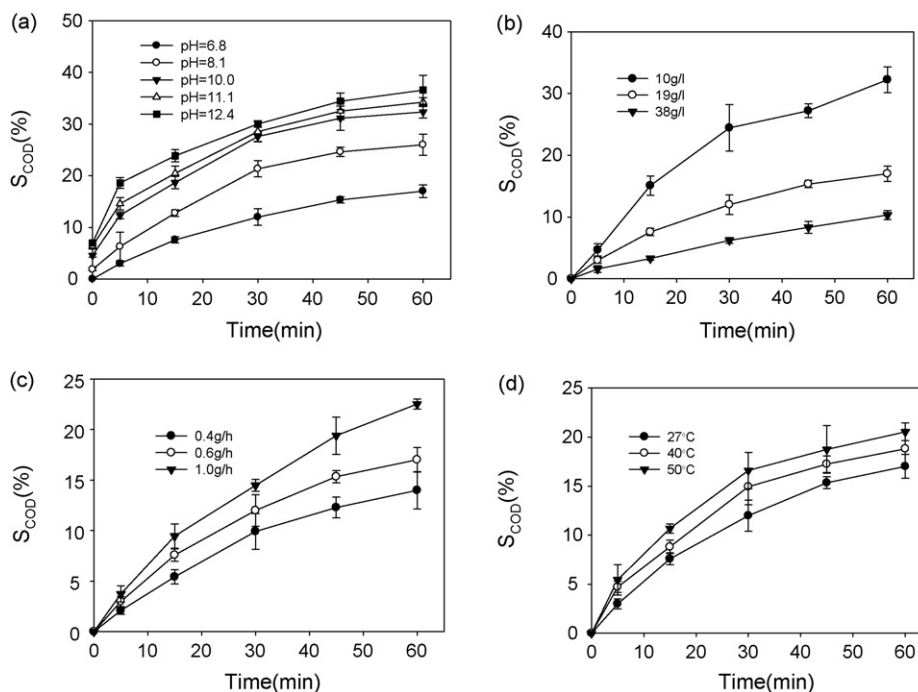 (a)
50
40
30
20
10
0
S_COD(%)
pH=6.8
pH=8.1
pH=10.0
pH=11.1
pH=12.4
0 10 20 30 40 50 60
Time(min)
(b)
40
30
20
10
0
S_COD(%)
10g/l
19g/l
38g/l
0 10 20 30 40 50 60
Time(min)
(c)
25
20
15
10
5
0
S_COD(%)
0.4g/h
0.6g/h
1.0g/h
0 10 20 30 40 50 60
Time(min)
(d)
25
20
15
10
5
0
S_COD(%)
27°C
40°C
50°C
0 10 20 30 40 50 60
Time(min)